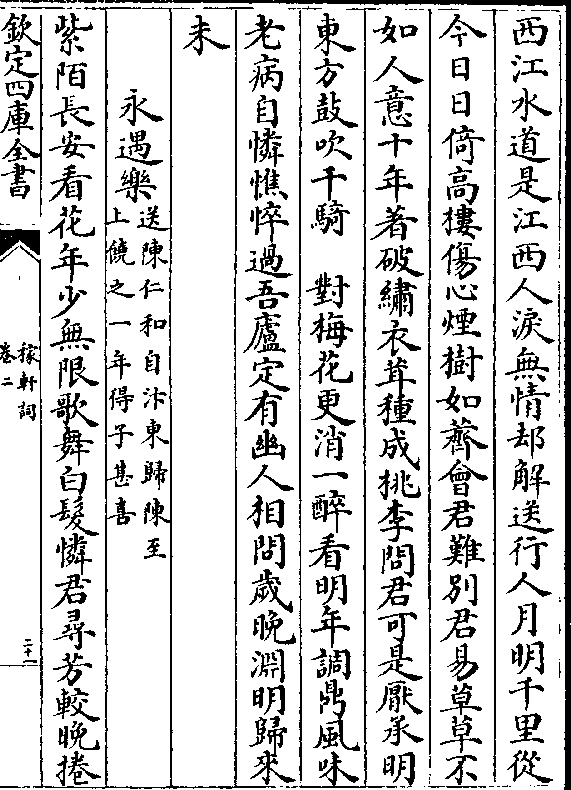 西江水道是江西人淚無情却解送行人月明千里從
今日日倚高樓傷心煙樹如薺會君難別君易草草不
如人意十年著破繡衣茸種成挑李問君可是厭承明
東方鼓吹千騎　對梅花更消一醉看明年調鼎風味
老病自憐憔悴過吾廬定有幽人相問歲晚淵明歸來
未
永遇樂送陳仁和自汴東歸陳至
上饒之一年得子甚喜
紫陌長安看花年少無限歌舞白髮憐君尋芳較晚捲
欽定四庫全書
稼軒詞
卷二
二十一